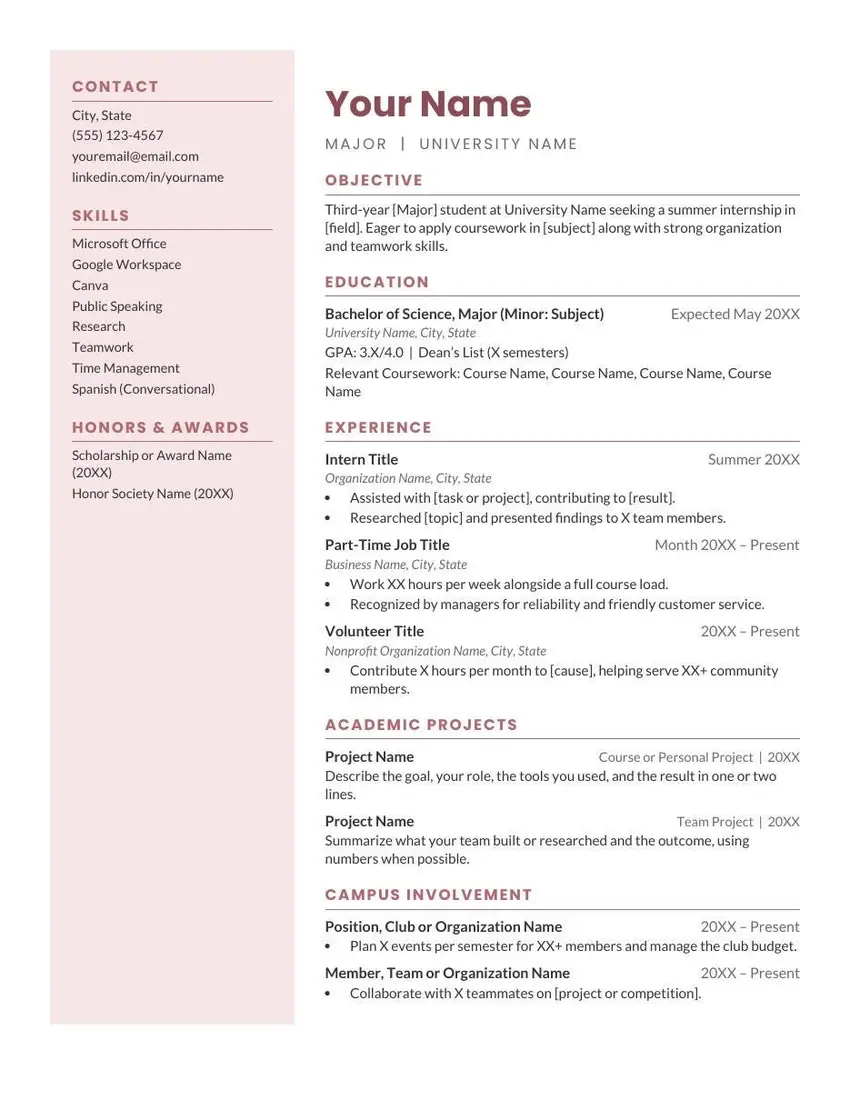 CONTACT
City, State
(555) 123-4567
youremail@email.com
linkedin.com/in/yourname
SKILLS
Microsoft Office
Google Workspace
Canva
Public Speaking
Research
Teamwork
Time Management
Spanish (Conversational)
HONORS & AWARDS
Scholarship or Award Name
(20XX)
Honor Society Name (20XX)
Your Name
MAJOR | UNIVERSITY NAME
OBJECTIVE
Third-year [Major] student at University Name seeking a summer internship in
[field]. Eager to apply coursework in [subject] along with strong organization
and teamwork skills.
EDUCATION
Bachelor of Science, Major (Minor: Subject) Expected May 20XX
University Name, City, State
GPA: 3.X/4.0 | Dean’s List (X semesters)
Relevant Coursework: Course Name, Course Name, Course Name, Course
Name
EXPERIENCE
Intern Title Summer 20XX
Organization Name, City, State
• Assisted with [task or project], contributing to [result].
• Researched [topic] and presented findings to X team members.
Part-Time Job Title Month 20XX – Present
Business Name, City, State
• Work XX hours per week alongside a full course load.
• Recognized by managers for reliability and friendly customer service.
Volunteer Title 20XX – Present
Nonprofit Organization Name, City, State
• Contribute X hours per month to [cause], helping serve XX+ community
members.
ACADEMIC PROJECTS
Project Name Course or Personal Project | 20XX
Describe the goal, your role, the tools you used, and the result in one or two
lines.
Project Name Team Project | 20XX
Summarize what your team built or researched and the outcome, using
numbers when possible.
CAMPUS INVOLVEMENT
Position, Club or Organization Name 20XX – Present
• Plan X events per semester for XX+ members and manage the club budget.
Member, Team or Organization Name 20XX – Present
• Collaborate with X teammates on [project or competition].